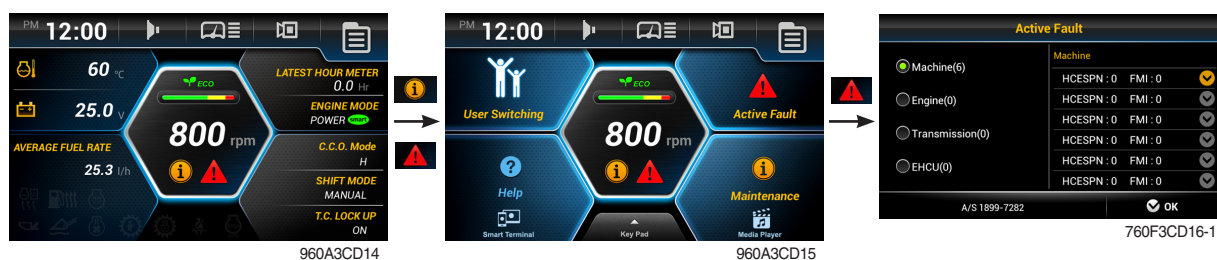 PM 12:00
60 °C
25.0 V
AVERAGE FUEL RATE
25.3 l/h
ECO
800 rpm
LATEST HOUR METER
0.0 Hr
ENGINE MODE
POWER smart
C.C.O. Mode
H
SHIFT MODE
MANUAL
T.C. LOCK UP
ON
960A3CD14
PM 12:00
User Switching
Help
Smart Terminal
ECO
800 rpm
Key Pad
Active Fault
Maintenance
Media Player
960A3CD15
Active Fault
Machine(6)
Engine(0)
Transmission(0)
EHCU(0)
Machine
HCESPN : 0 FMI : 0
HCESPN : 0 FMI : 0
HCESPN : 0 FMI : 0
HCESPN : 0 FMI : 0
HCESPN : 0 FMI : 0
HCESPN : 0 FMI : 0
A/S 1899-7282
OK
760F3CD16-1